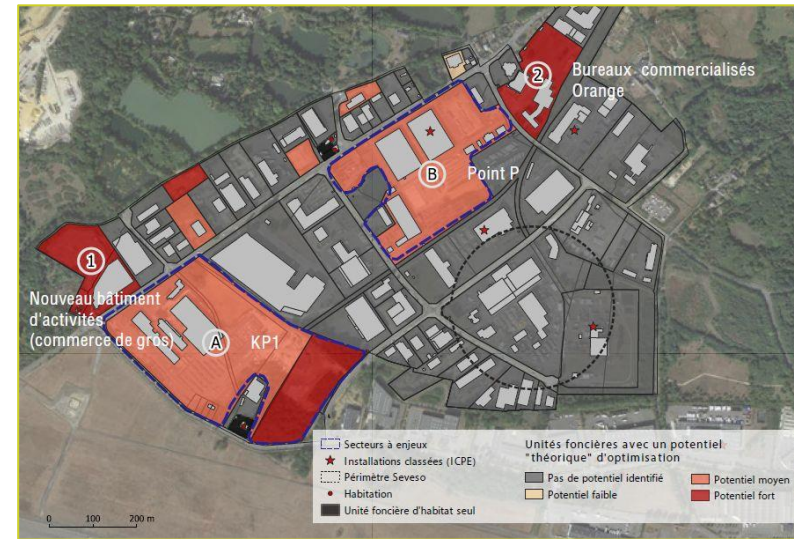 2
Bureaux commercialisés
Orange
B
Point P
1
Nouveau bâtiment
d'activités
(commerce de gros)
A
KP1
Secteurs à enjeux
Installations classées (ICPE)
Périmètre Seveso
Habitation
Unité foncière d'habitat seul
Unités foncières avec un potentiel
"théorique" d'optimisation
Pas de potentiel identifié
Potentiel faible
Potentiel moyen
Potentiel fort
0 100 200 m